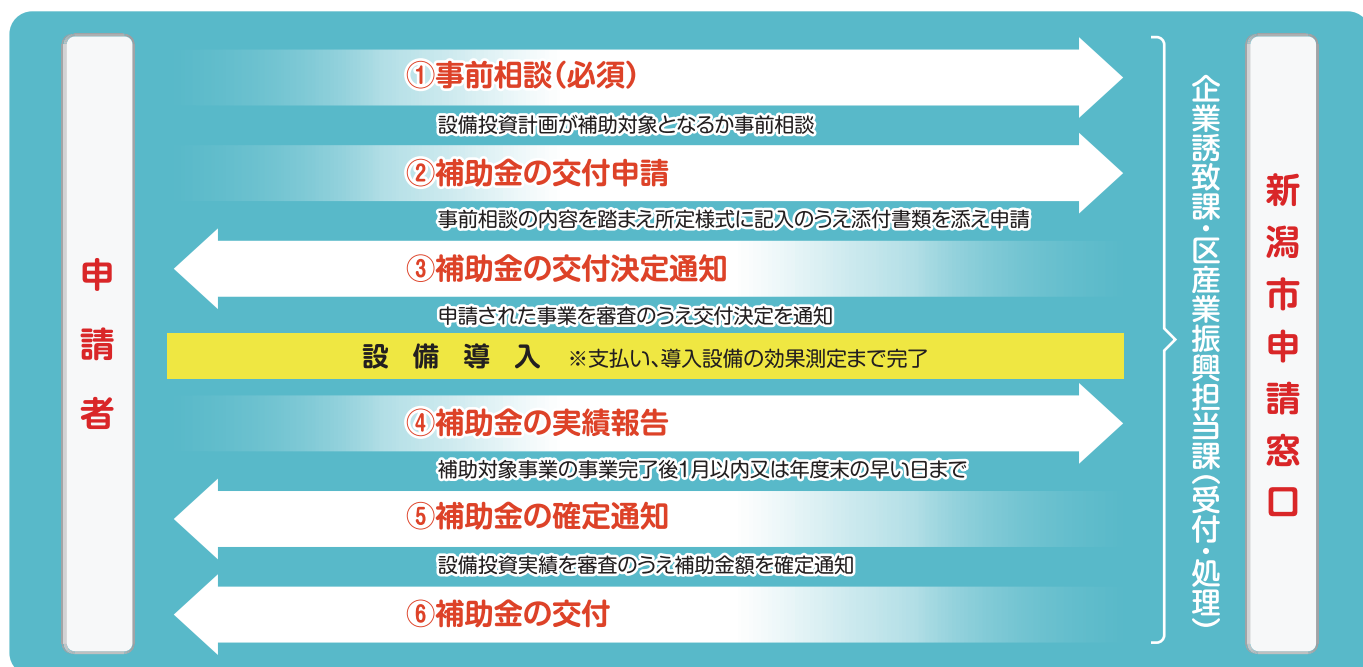 申請者
①事前相談(必須)
設備投資計画が補助対象となるか事前相談
②補助金の交付申請
事前相談の内容を踏まえ所定様式に記入のうえ添付書類を添え申請
③補助金の交付決定通知
申請された事業を審査のうえ交付決定を通知
設備導入 ※支払い、導入設備の効果測定まで完了
④補助金の実績報告
補助対象事業の事業完了後1月以内又は年度末の早い日まで
⑤補助金の確定通知
設備投資実績を審査のうえ補助金額を確定通知
⑥補助金の交付
企業誘致課・区産業振興担当課(受付・処理)
新潟市申請窓口